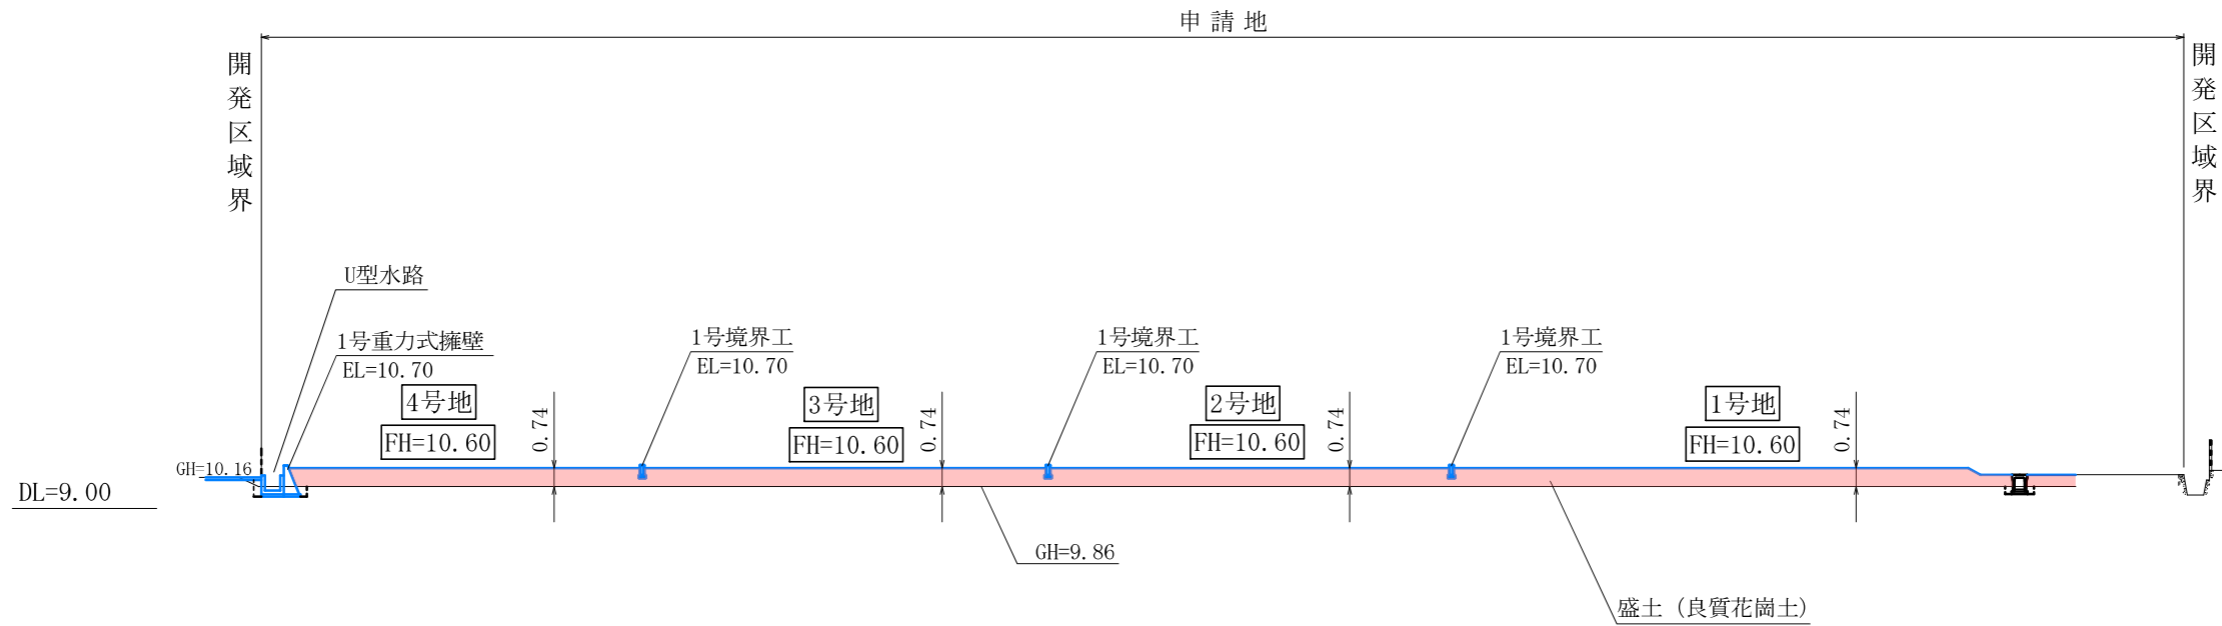 申請地
開発区域界
開発区域界
U型水路
1号重力式擁壁
EL=10.70
1号境界工
EL=10.70
1号境界工
EL=10.70
1号境界工
EL=10.70
4号地
FH=10.60
0.74
3号地
FH=10.60
0.74
2号地
FH=10.60
0.74
1号地
FH=10.60
0.74
GH=10.16
DL=9.00
GH=9.86
盛土（良質花崗土）